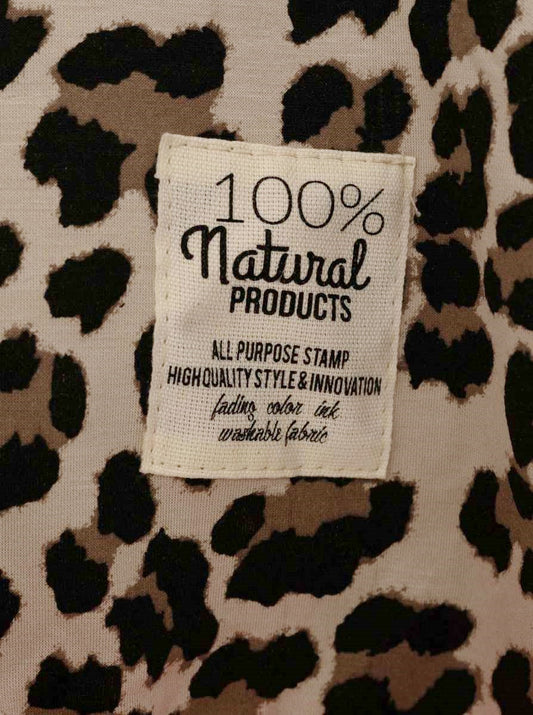 100%
Natural
PRODUCTS
ALL PURPOSE STAMP
HIGH QUALITY STYLE & INNOVATION
fading color ink
washable fabric